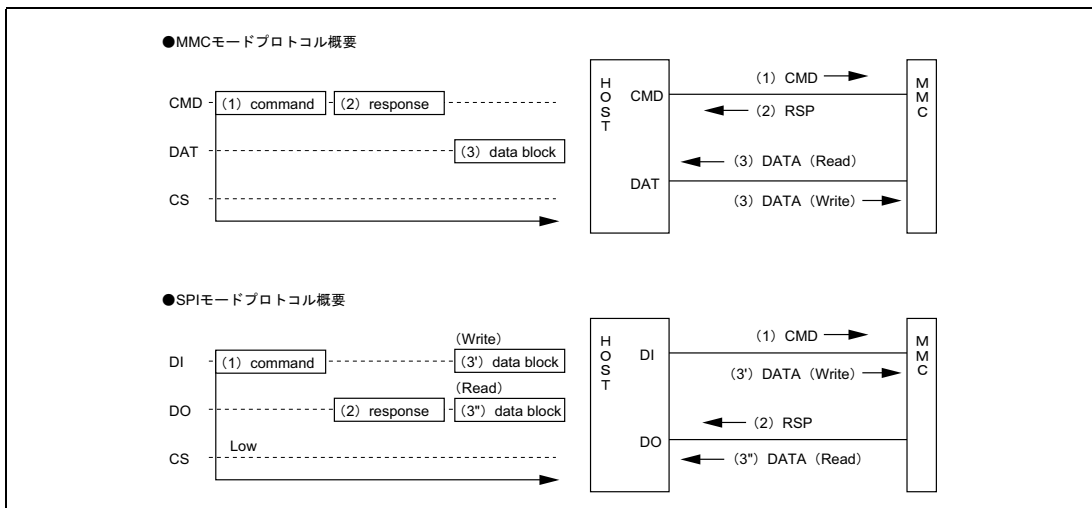 ●MMCモードプロトコル概要
CMD (1) command (2) response
DAT (3) data block
CS
HOST
CMD
DAT
(1) CMD
(2) RSP
(3) DATA (Read)
(3) DATA (Write)
MMC
●SPIモードプロトコル概要
(Write)
DI (1) command (3') data block
(Read)
DO (2) response (3") data block
Low
CS
HOST
DI
DO
(1) CMD
(3') DATA (Write)
(2) RSP
(3") DATA (Read)
MMC